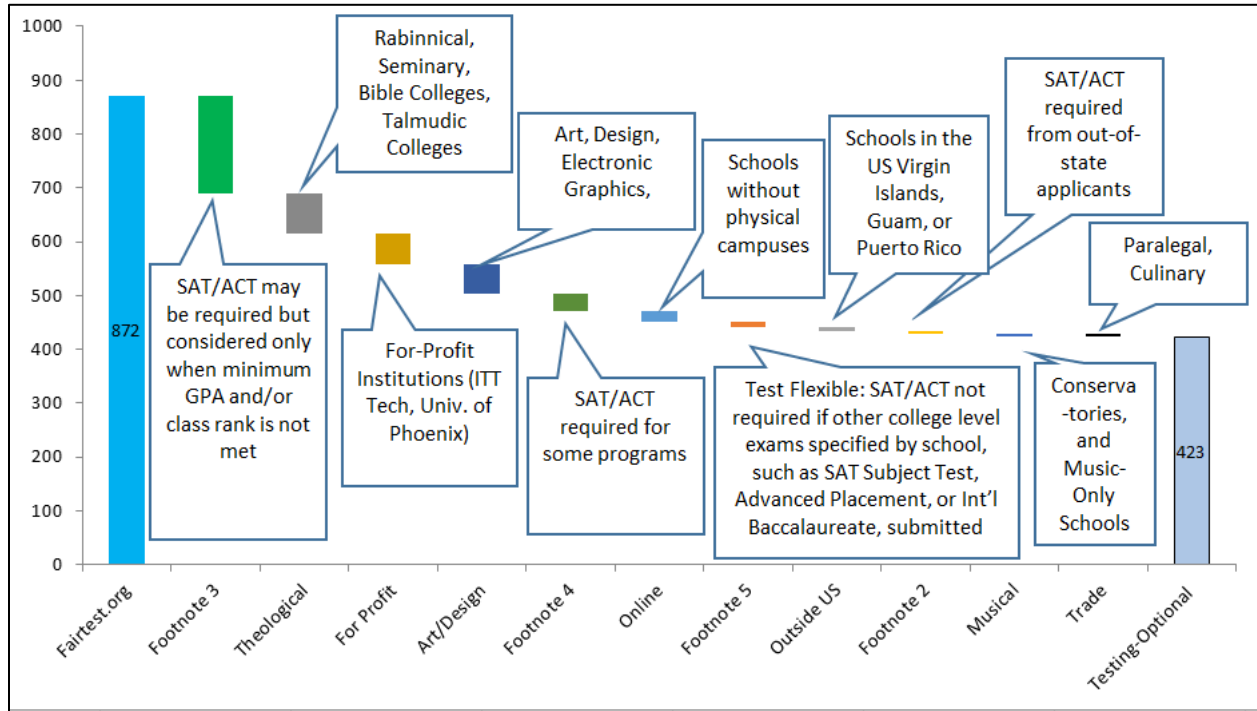 1000
900
800
700
600
500
400
300
200
100
0
872
SAT/ACT may
be required but
considered only
when minimum
GPA and/or
class rank is not
met
Rabinnical,
Seminary,
Bible Colleges,
Talmudic
Colleges
For-Profit
Institutions (ITT
Tech, Univ. of
Phoenix)
Art, Design,
Electronic
Graphics,
SAT/ACT
required for
some programs
Schools
without
physical
campuses
Test Flexible: SAT/ACT not
required if other college level
exams specified by school,
such as SAT Subject Test,
Advanced Placement, or Int'l
Baccalaureate, submitted
Schools in the
US Virgin
Islands,
Guam, or
Puerto Rico
SAT/ACT
required
from out-of-
state
applicants
Conserva
-tories,
and
Music-
Only
Schools
Paralegal,
Culinary
423
Fairtest.org
Footnote 3
Theological
For Profit
Art/Design
Footnote 4
Online
Footnote 5
Outside US
Footnote 2
Musical
Trade
Testing-Optional